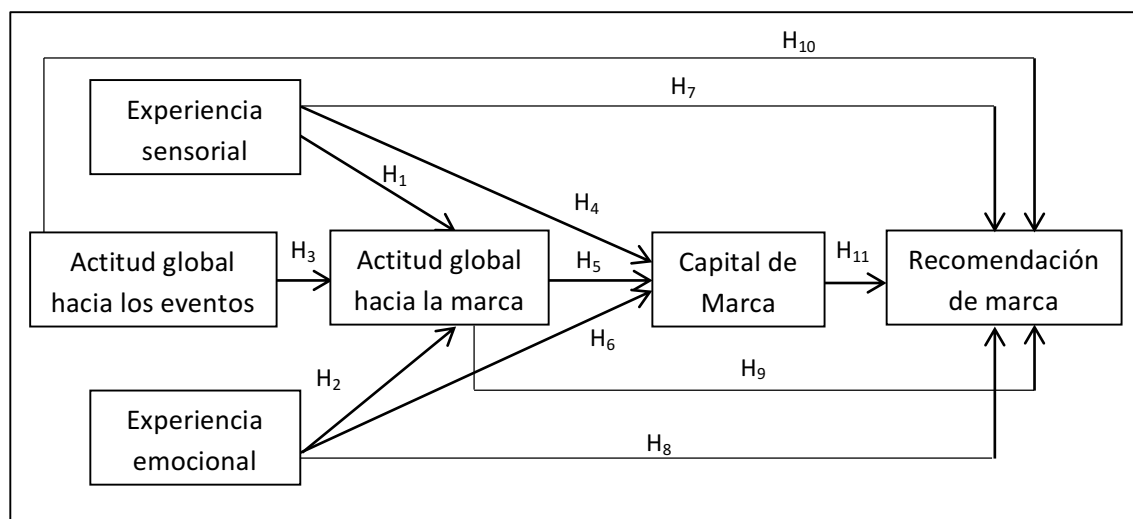 H10
Experiencia
sensorial
H7
H1
H4
Actitud global
hacia los eventos
H3
Actitud global
hacia la marca
H5
Capital de
Marca
H11
Recomendación
de marca
H6
H2
H9
Experiencia
emocional
H8